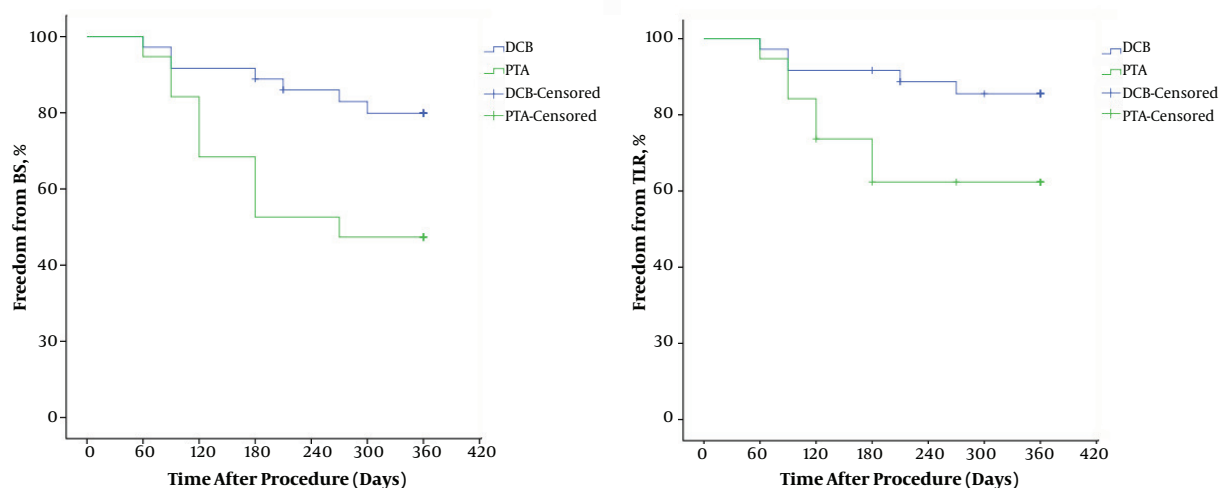 100
80
60
40
30
0
Freedom from BS, %
0 60 120 180 240 300 360 420
Time After Procedure (Days)
DCB
PTA
DCB-Censored
PTA-Censored
100
80
60
40
30
0
Freedom from TLR, %
0 60 120 180 240 300 360 420
Time After Procedure (Days)
DCB
PTA
DCB-Censored
PTA-Censored